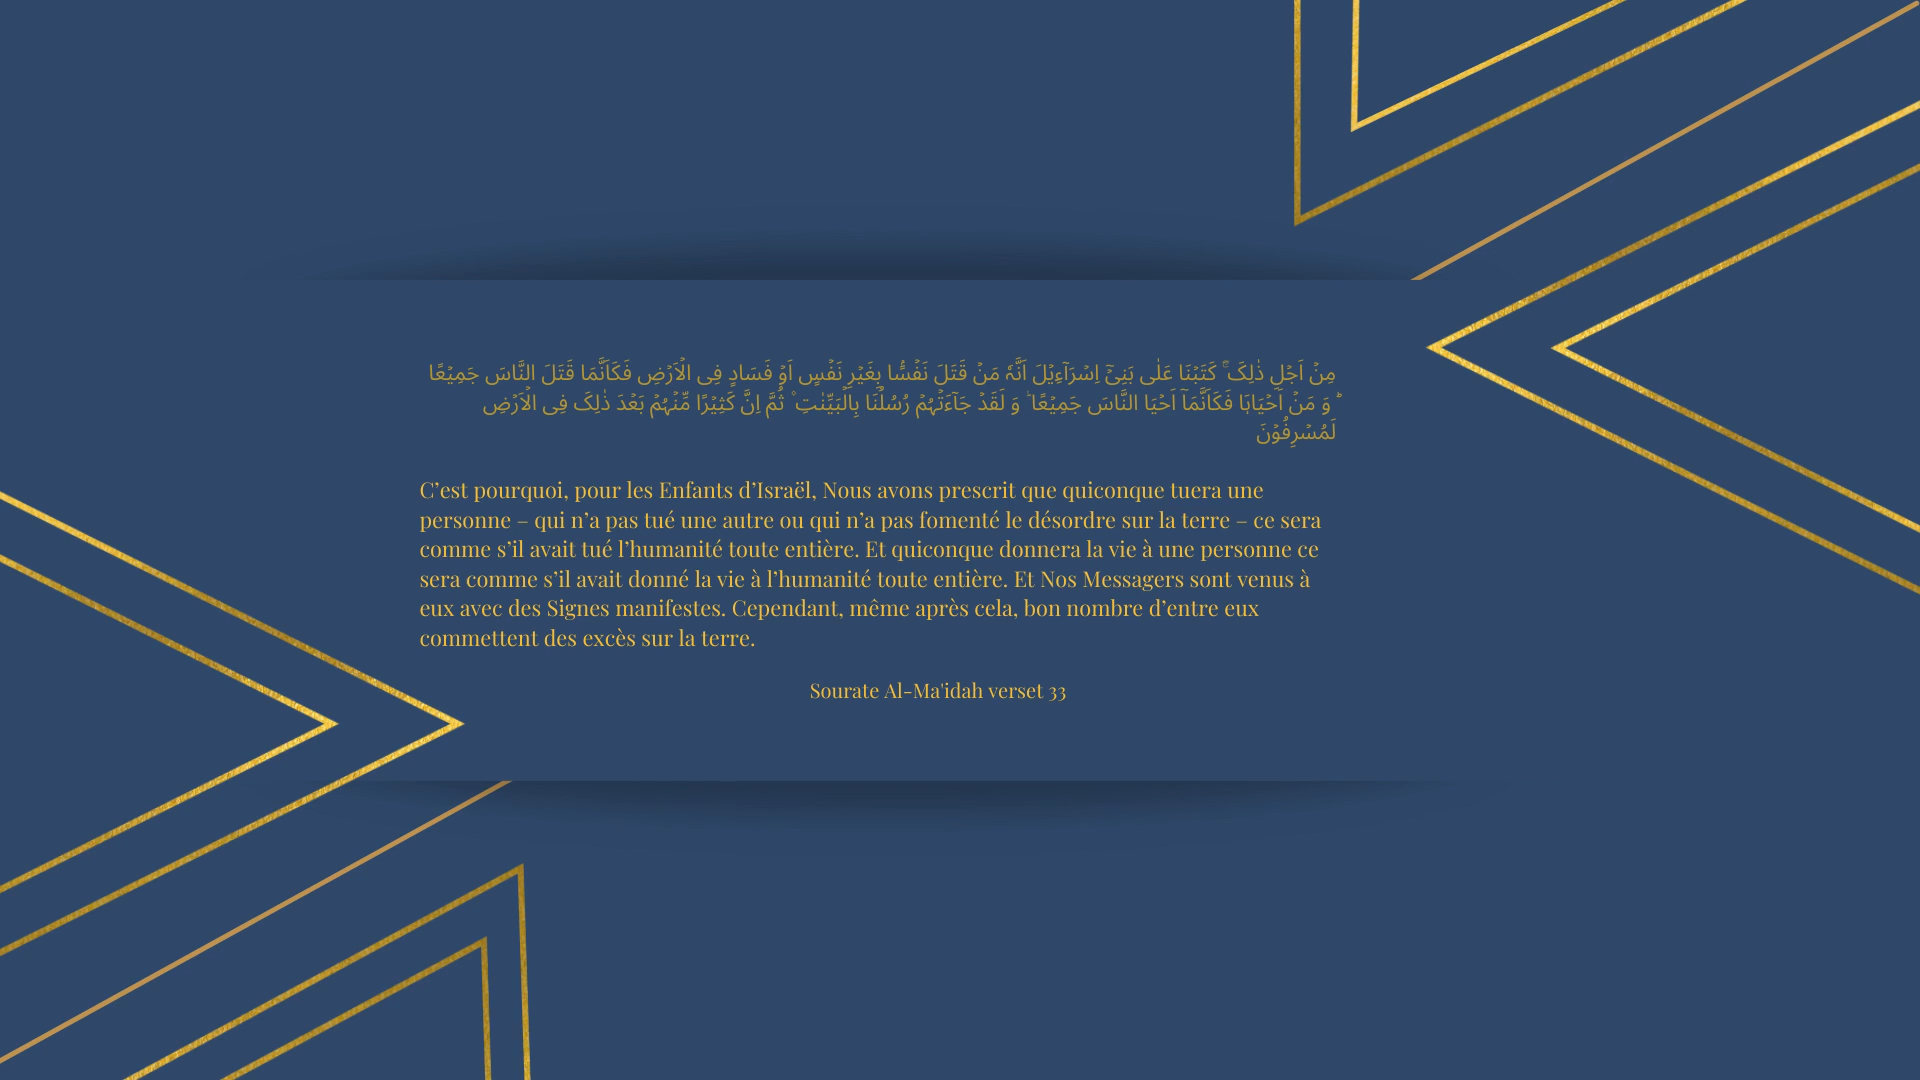 مِنۡ اَجۡلِ ذٰلِکَ ۚۛ کَتَبۡنَا عَلٰی بَنِیۡۤ اِسۡرَآءِیۡلَ اَنَّہٗ مَنۡ قَتَلَ نَفۡسًۢا بِغَیۡرِ نَفۡسٍ اَوۡ فَسَادٍ فِی الۡاَرۡضِ فَکَاَنَّمَا قَتَلَ النَّاسَ جَمِیۡعًا
ؕ وَ مَنۡ اَحۡیَاہَا فَکَاَنَّمَاۤ اَحۡیَا النَّاسَ جَمِیۡعًا ؕ وَ لَقَدۡ جَآءَتۡہُمۡ رُسُلُنَا بِالۡبَیِّنٰتِ ۫ ثُمَّ اِنَّ کَثِیۡرًا مِّنۡہُمۡ بَعۡدَ ذٰلِکَ فِی الۡاَرۡضِ
لَمُسۡرِفُوۡنَ
C’est pourquoi, pour les Enfants d’Israël, Nous avons prescrit que quiconque tuera une
personne – qui n’a pas tué une autre ou qui n’a pas fomenté le désordre sur la terre – ce sera
comme s’il avait tué l’humanité toute entière. Et quiconque donnera la vie à une personne ce
sera comme s’il avait donné la vie à l’humanité toute entière. Et Nos Messagers sont venus à
eux avec des Signes manifestes. Cependant, même après cela, bon nombre d’entre eux
commettent des excès sur la terre.
Sourate Al-Ma'idah verset 33